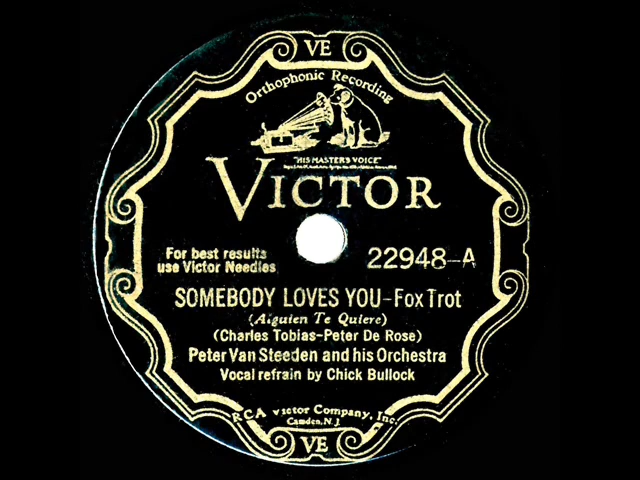 VE
Orthophonic Recording
"HIS MASTER'S VOICE"
VICTOR
For best results
use Victor Needles
22948-A
SOMEBODY LOVES YOU-Fox Trot
(Alguien Te Quiere)
(Charles Tobias-Peter De Rose)
Peter Van Steeden and his Orchestra
Vocal refrain by Chick Bullock
RCA Victor Company, Inc.
Camden, N.J.
VE